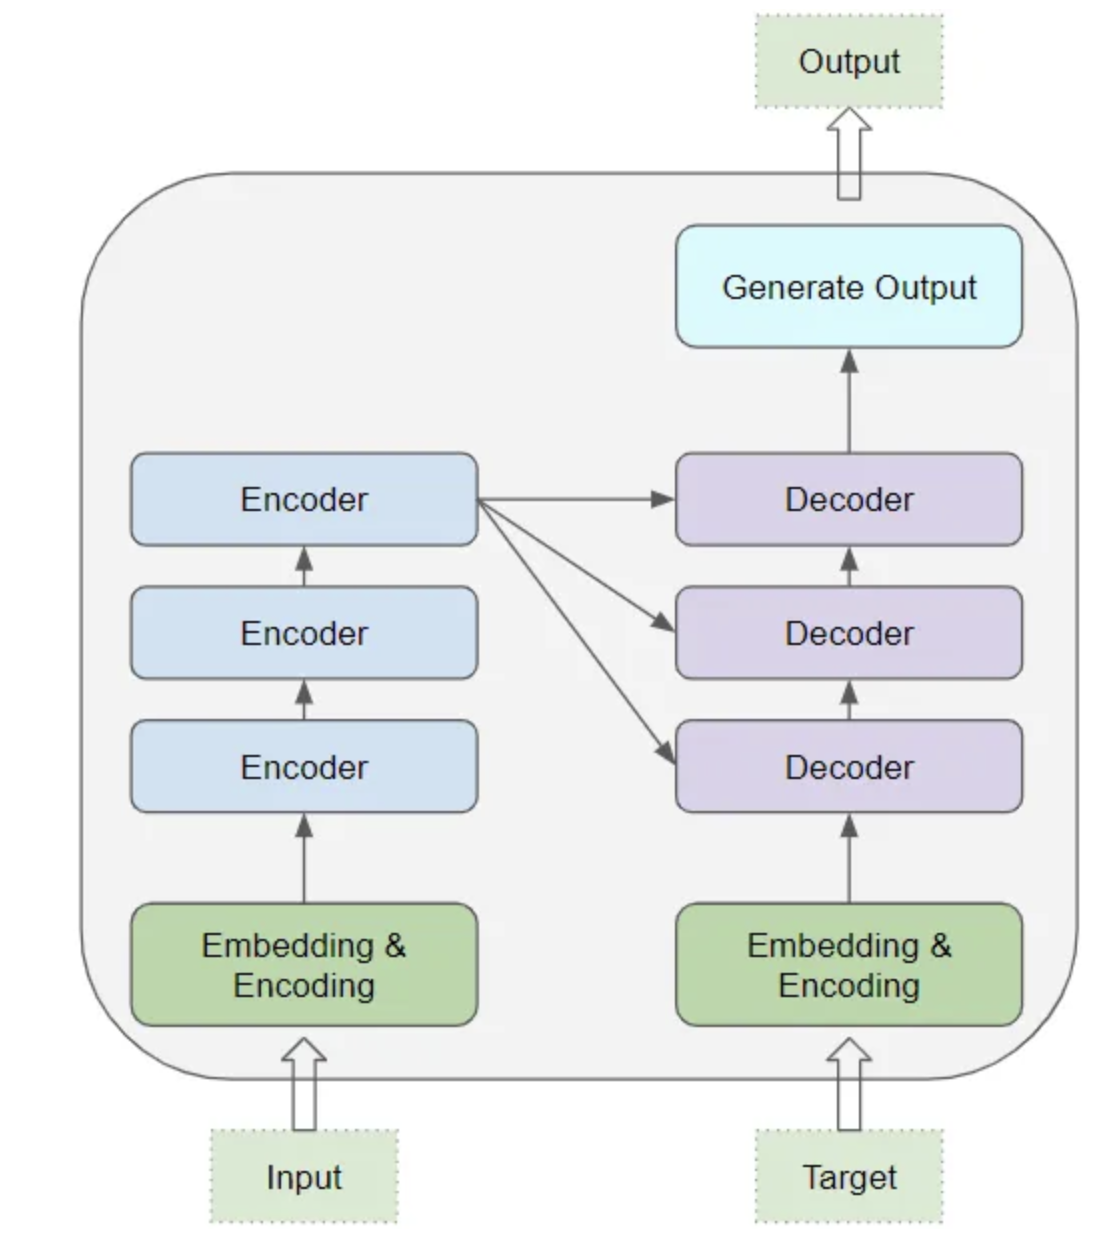 Output
Generate Output
Encoder
Decoder
Encoder
Decoder
Encoder
Decoder
Embedding &
Encoding
Embedding &
Encoding
Input
Target